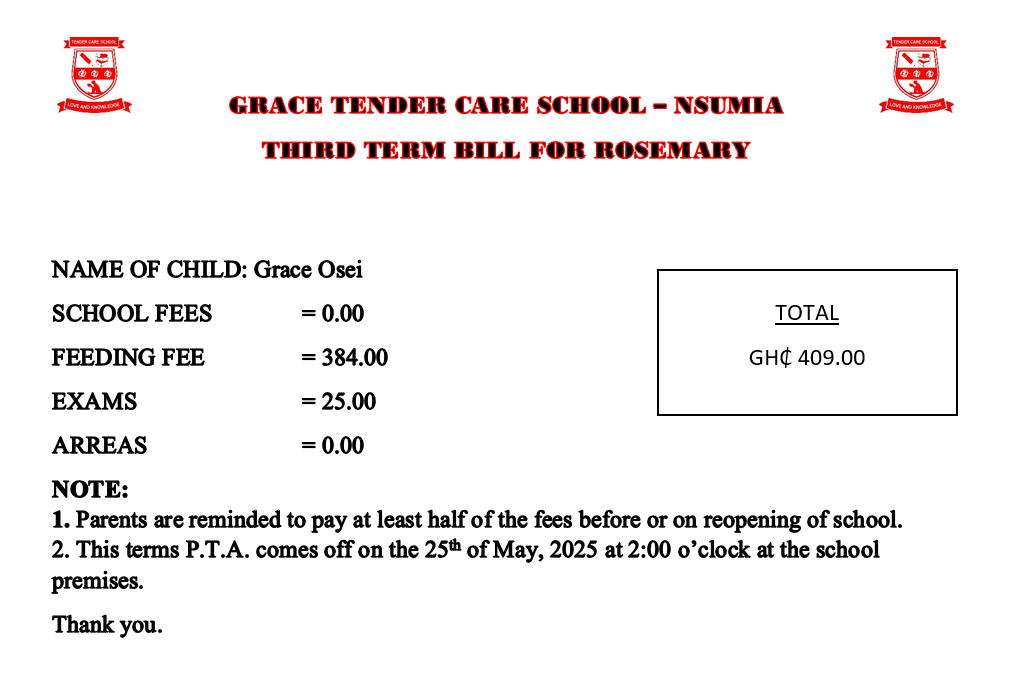 TENDER CARE SCHOOL
LOVE AND KNOWLEDGE
TENDER CARE SCHOOL
LOVE AND KNOWLEDGE
GRACE TENDER CARE SCHOOL – NSUMIA
THIRD TERM BILL FOR ROSEMARY
NAME OF CHILD: Grace Osei
SCHOOL FEES = 0.00
FEEDING FEE = 384.00
EXAMS = 25.00
ARREAS = 0.00
TOTAL
GH₵ 409.00
NOTE:
1. Parents are reminded to pay at least half of the fees before or on reopening of school.
2. This terms P.T.A. comes off on the 25th of May, 2025 at 2:00 o’clock at the school
premises.
Thank you.